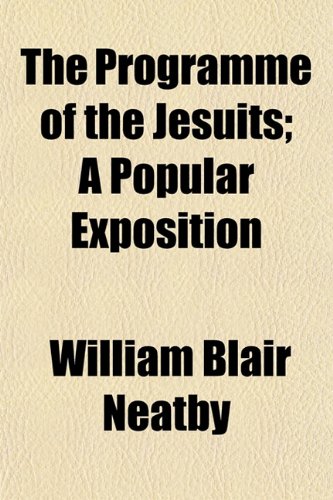 The Programme
of the Jesuits;
A Popular
Exposition
William Blair
Neatby